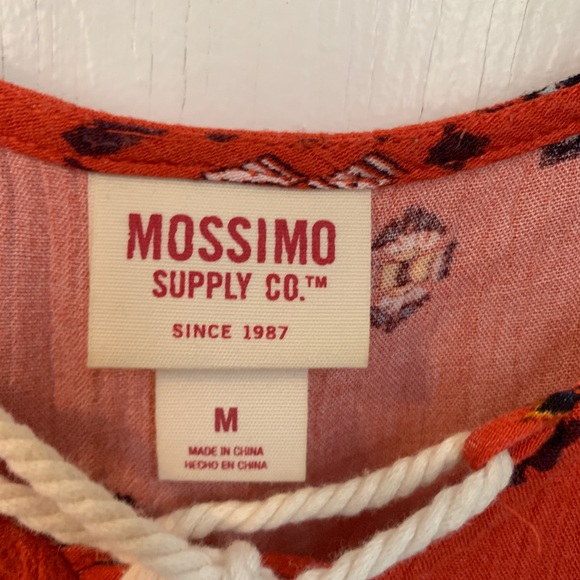 MOSSIMO
SUPPLY CO.™
SINCE 1987
M
MADE IN CHINA
HECHO EN CHINA